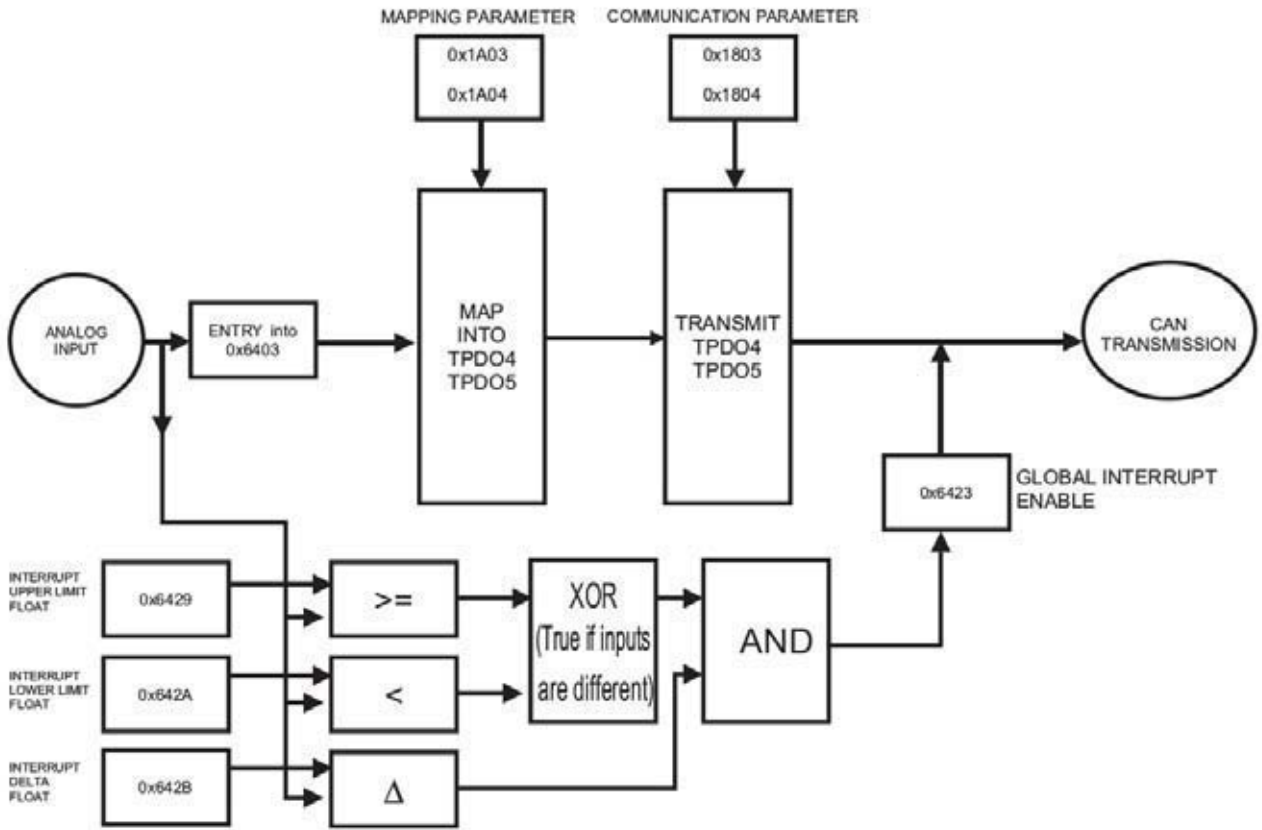 MAPPING PARAMETER
COMMUNICATION PARAMETER
0x1A03
0x1A04
0x1803
0x1804
ANALOG
INPUT
ENTRY into
0x6403
MAP
INTO
TPDO4
TPDO5
TRANSMIT
TPDO4
TPDO5
CAN
TRANSMISSION
0x6423
GLOBAL INTERRUPT
ENABLE
INTERRUPT
UPPER LIMIT
FLOAT
0x6429
>=
XOR
(True if inputs
are different)
AND
INTERRUPT
LOWER LIMIT
FLOAT
0x642A
<
INTERRUPT
DELTA
FLOAT
0x642B
Δ